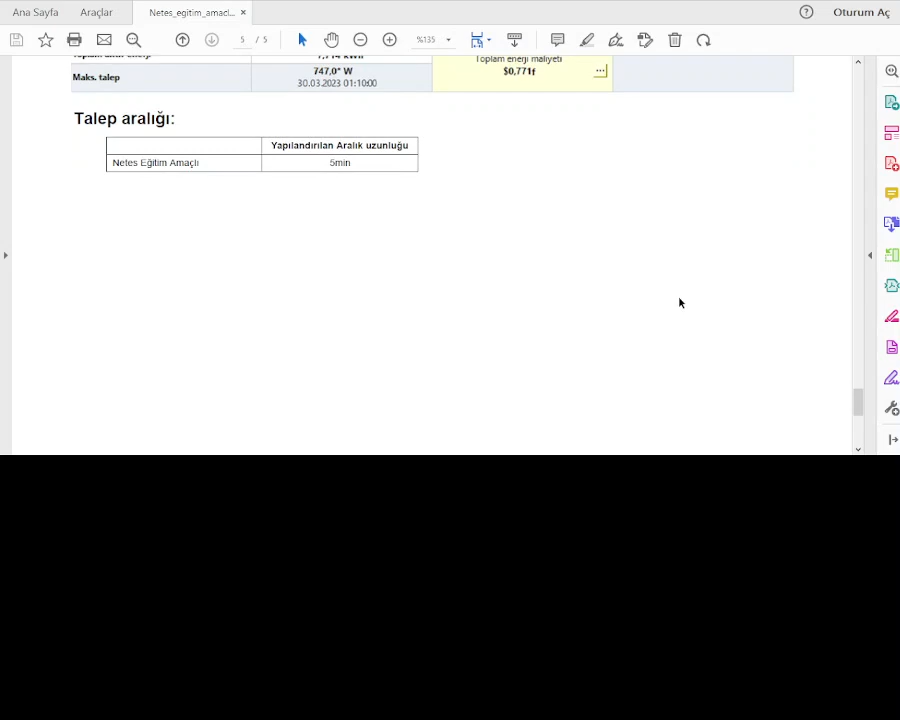 Ana Sayfa
Araçlar
Netes_egitim_amacl...
Oturum Aç
5 / 5
%135
Toplam enerji maliyeti
$0,771f
Maks. talep
747,0* W
30.03.2023 01:10:00
Talep aralığı:
Yapılandırılan Aralık uzunluğu
Netes Eğitim Amaçlı
5min